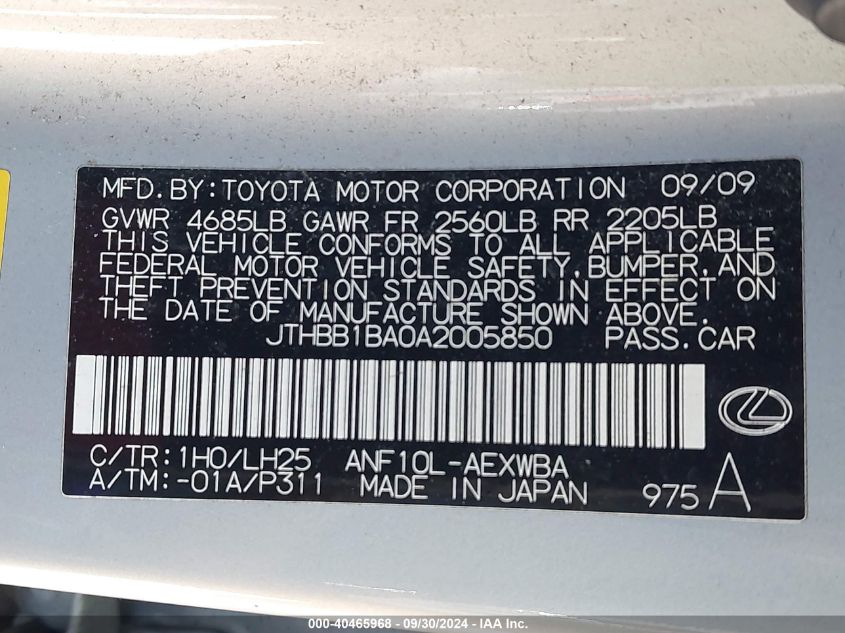 MFD.BY:TOYOTA MOTOR CORPORATION 09/09
GVWR 4685LB GAWR FR 2560LB RR 2205LB
THIS VEHICLE CONFORMS TO ALL APPLICABLE
FEDERAL MOTOR VEHICLE SAFETY,BUMPER,AND
THEFT PREVENTION STANDARDS IN EFFECT ON
THE DATE OF MANUFACTURE SHOWN ABOVE.
JTHBB1BA0A2005850 PASS.CAR
C/TR:1H0/LH25 ANF10L-AEXWBA
A/TM:-01A/P311 MADE IN JAPAN 975 A
000-40465968 - 09/30/2024 - IAA Inc.